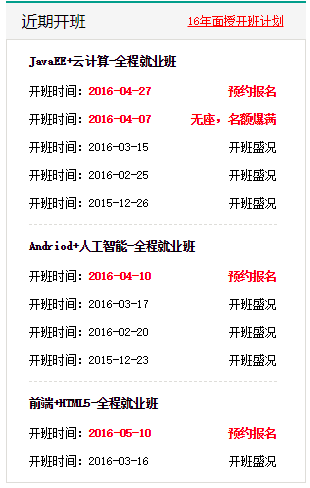 近期开班 16年面授开班计划
JavaEE+云计算-全程就业班
开班时间：2016-04-27 预约报名
开班时间：2016-04-07 无座，名额爆满
开班时间：2016-03-15 开班盛况
开班时间：2016-02-25 开班盛况
开班时间：2015-12-26 开班盛况
Andriod+人工智能-全程就业班
开班时间：2016-04-10 预约报名
开班时间：2016-03-17 开班盛况
开班时间：2016-02-20 开班盛况
开班时间：2015-12-23 开班盛况
前端+HTML5-全程就业班
开班时间：2016-05-10 预约报名
开班时间：2016-03-16 开班盛况